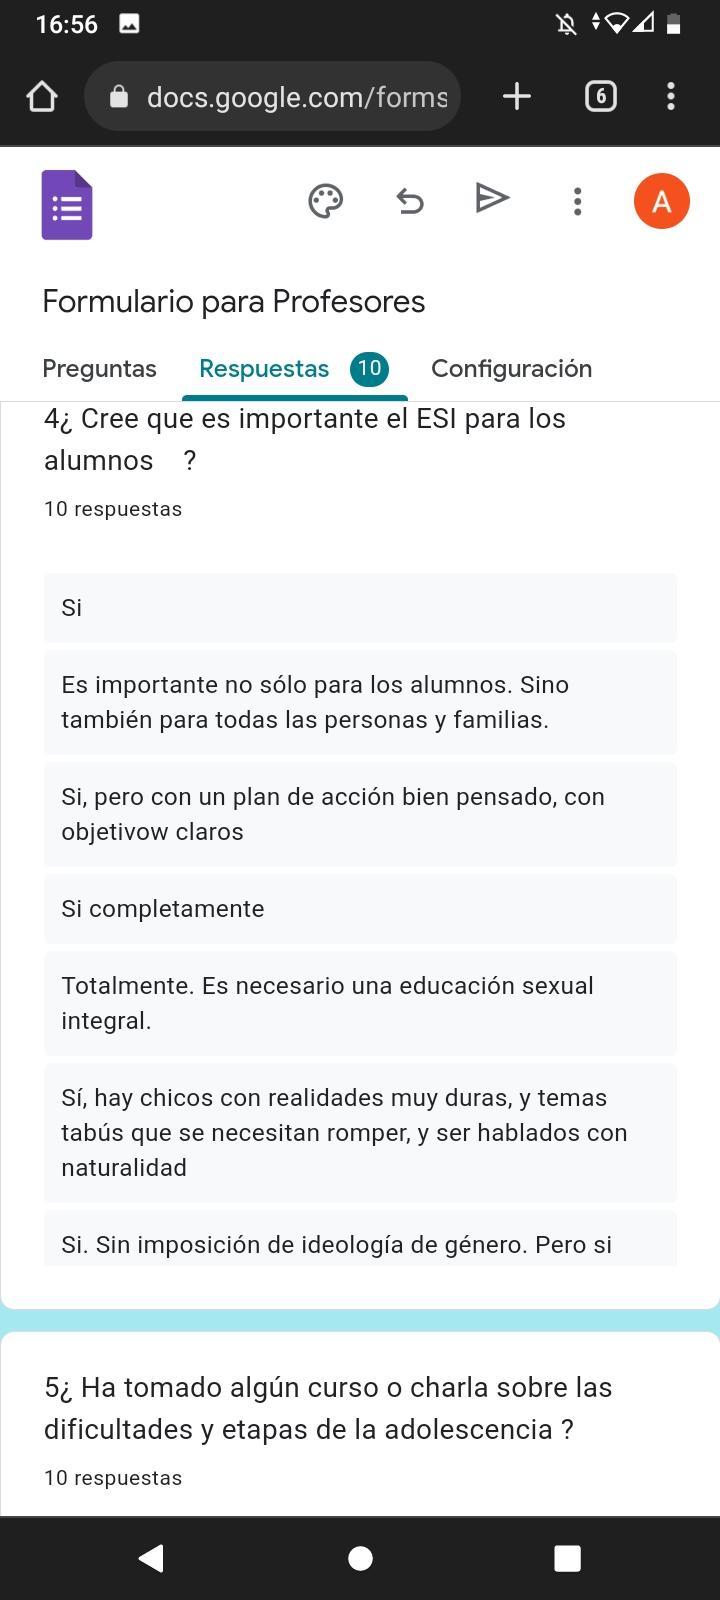 16:56
docs.google.com/forms
6
A
Formulario para Profesores
Preguntas Respuestas 10 Configuración
4¿ Cree que es importante el ESI para los
alumnos ?
10 respuestas
Si
Es importante no sólo para los alumnos. Sino
también para todas las personas y familias.
Si, pero con un plan de acción bien pensado, con
objetivow claros
Si completamente
Totalmente. Es necesario una educación sexual
integral.
Sí, hay chicos con realidades muy duras, y temas
tabús que se necesitan romper, y ser hablados con
naturalidad
Si. Sin imposición de ideología de género. Pero si
5¿ Ha tomado algún curso o charla sobre las
dificultades y etapas de la adolescencia ?
10 respuestas